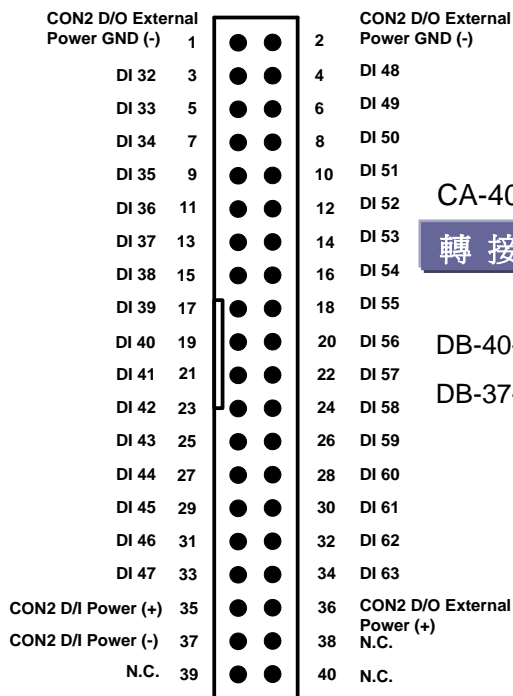 CON2 D/O External
Power GND (-) 1
2 CON2 D/O External
Power GND (-)
DI 32 3
4 DI 48
DI 33 5
6 DI 49
DI 34 7
8 DI 50
DI 35 9
10 DI 51
DI 36 11
12 DI 52
DI 37 13
14 DI 53
DI 38 15
16 DI 54
DI 39 17
18 DI 55
DI 40 19
20 DI 56
DI 41 21
22 DI 57
DI 42 23
24 DI 58
DI 43 25
26 DI 59
DI 44 27
28 DI 60
DI 45 29
30 DI 61
DI 46 31
32 DI 62
DI 47 33
34 DI 63
CON2 D/I Power (+) 35
36 CON2 D/O External
Power (+)
CON2 D/I Power (-) 37
38 N.C.
N.C. 39
40 N.C.
CA-40
轉接
DB-40-
DB-37-